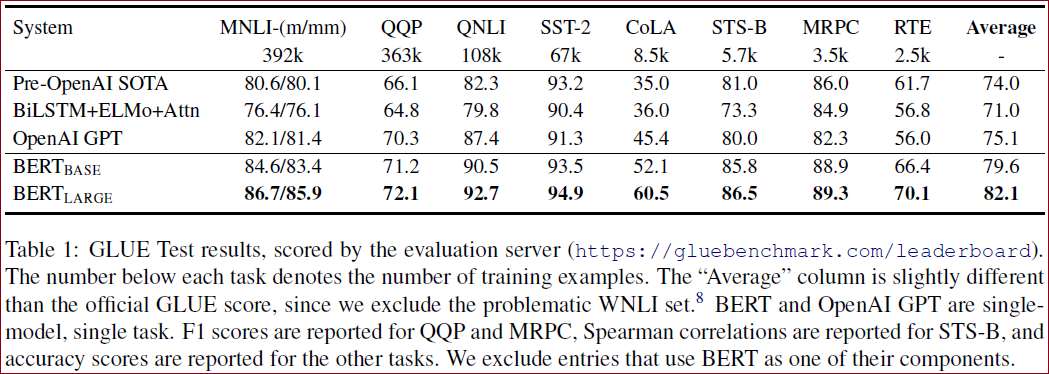 System MNLI-(m/mm) QQP QNLI SST-2 CoLA STS-B MRPC RTE Average
392k 363k 108k 67k 8.5k 5.7k 3.5k 2.5k -
Pre-OpenAI SOTA 80.6/80.1 66.1 82.3 93.2 35.0 81.0 86.0 61.7 74.0
BiLSTM+ELMo+Attn 76.4/76.1 64.8 79.8 90.4 36.0 73.3 84.9 56.8 71.0
OpenAI GPT 82.1/81.4 70.3 87.4 91.3 45.4 80.0 82.3 56.0 75.1
BERTBASE 84.6/83.4 71.2 90.5 93.5 52.1 85.8 88.9 66.4 79.6
BERTLARGE 86.7/85.9 72.1 92.7 94.9 60.5 86.5 89.3 70.1 82.1
Table 1: GLUE Test results, scored by the evaluation server (https://gluebenchmark.com/leaderboard).
The number below each task denotes the number of training examples. The “Average” column is slightly different
than the official GLUE score, since we exclude the problematic WNLI set.8 BERT and OpenAI GPT are single-
model, single task. F1 scores are reported for QQP and MRPC, Spearman correlations are reported for STS-B, and
accuracy scores are reported for the other tasks. We exclude entries that use BERT as one of their components.